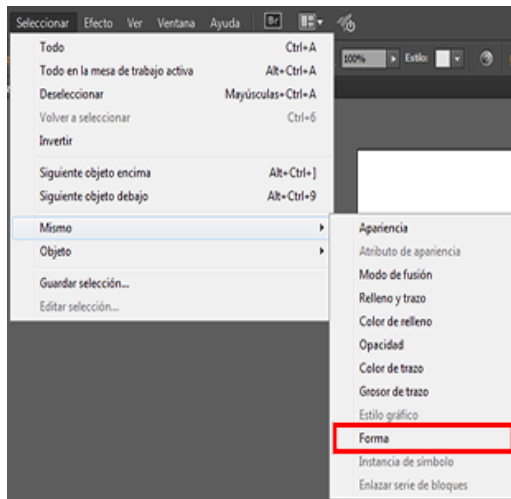 Seleccionar Efecto Ver Ventana Ayuda Br
100% Estilo:
Todo Ctrl+A
Todo en la mesa de trabajo activa Alt+Ctrl+A
Deseleccionar Mayúsculas+Ctrl+A
Volver a seleccionar Ctrl+6
Invertir
Siguiente objeto encima Alt+Ctrl+]
Siguiente objeto debajo Alt+Ctrl+9
Mismo
Objeto
Guardar selección...
Editar selección...
Apariencia
Atributo de apariencia
Modo de fusión
Relleno y trazo
Color de relleno
Opacidad
Color de trazo
Grosor de trazo
Estilo gráfico
Forma
Instancia de símbolo
Enlazar serie de bloques